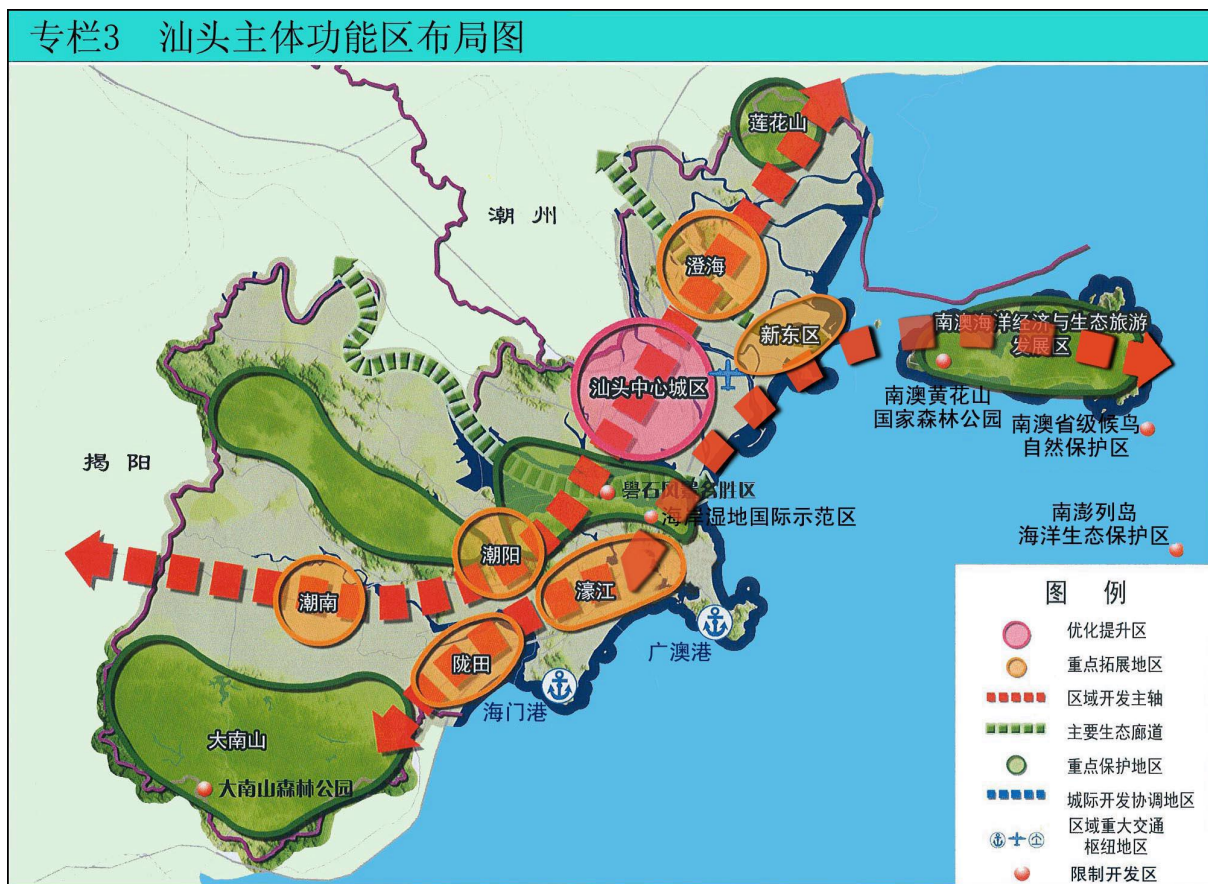 专栏3 汕头主体功能区布局图
莲花山
潮州
澄海
新东区
南澳海洋经济与生态旅游
发展区
汕头中心城区
南澳黄花山
国家森林公园
南澳省级候鸟
自然保护区
揭阳
礐石风景名胜区
海岸湿地国际示范区
南澎列岛
海洋生态保护区
潮阳
潮南
濠江
陇田
广澳港
海门港
大南山
大南山森林公园
图例
优化提升区
重点拓展地区
区域开发主轴
主要生态廊道
重点保护地区
城际开发协调地区
区域重大交通
枢纽地区
限制开发区